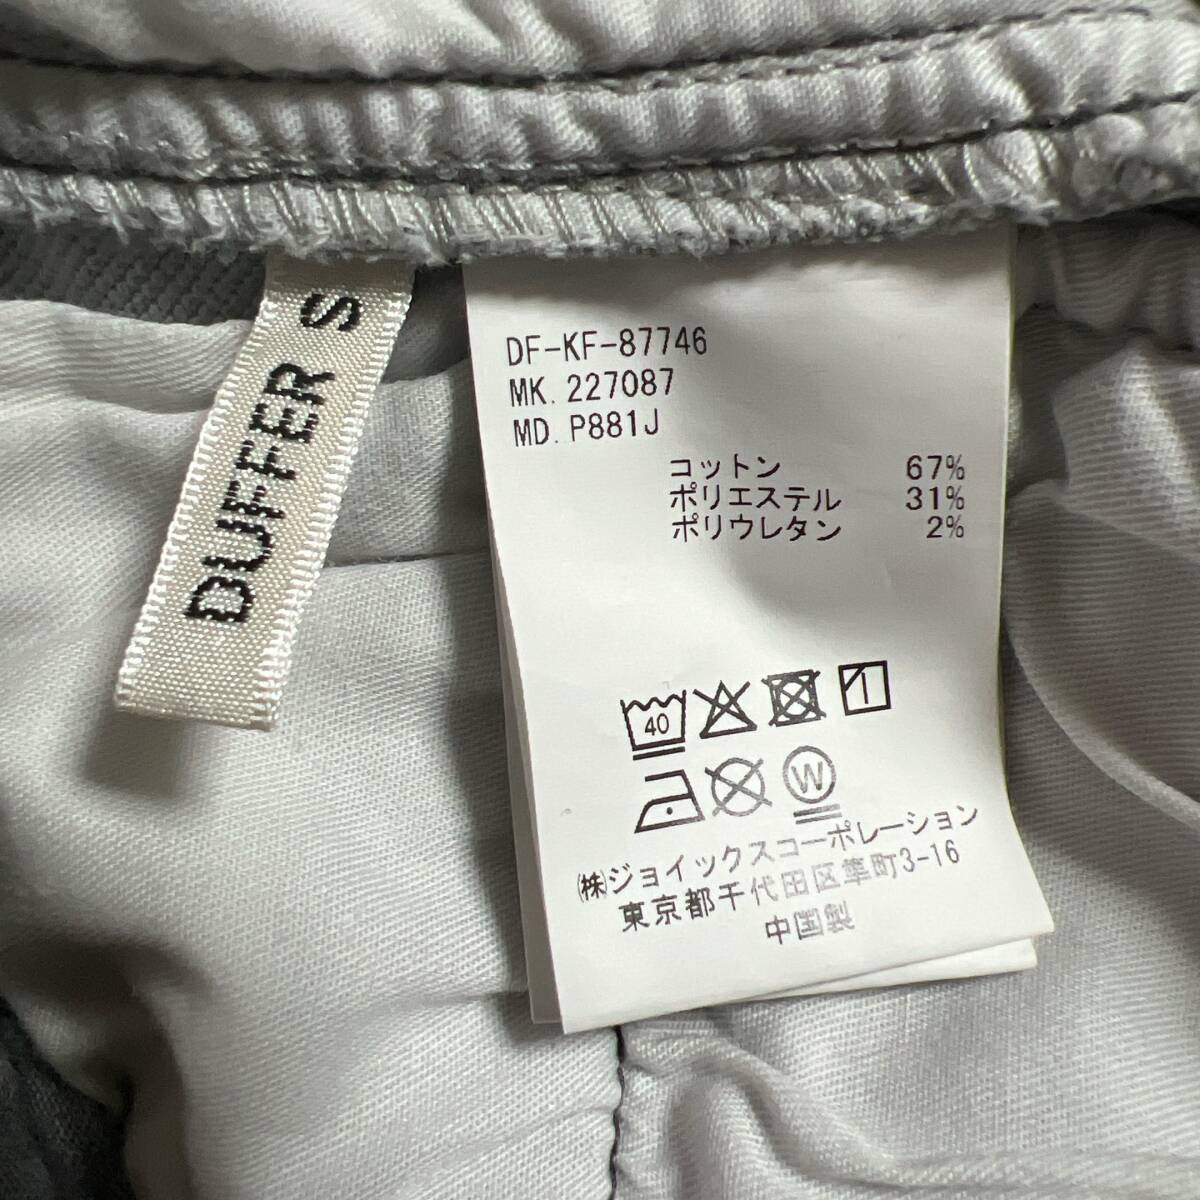 DUFFER S
DF-KF-87746
MK. 227087
MD. P881J
コットン 67%
ポリエステル 31%
ポリウレタン 2%
40
W
㈱ジョイックスコーポレーション
東京都千代田区隼町3-16
中国製